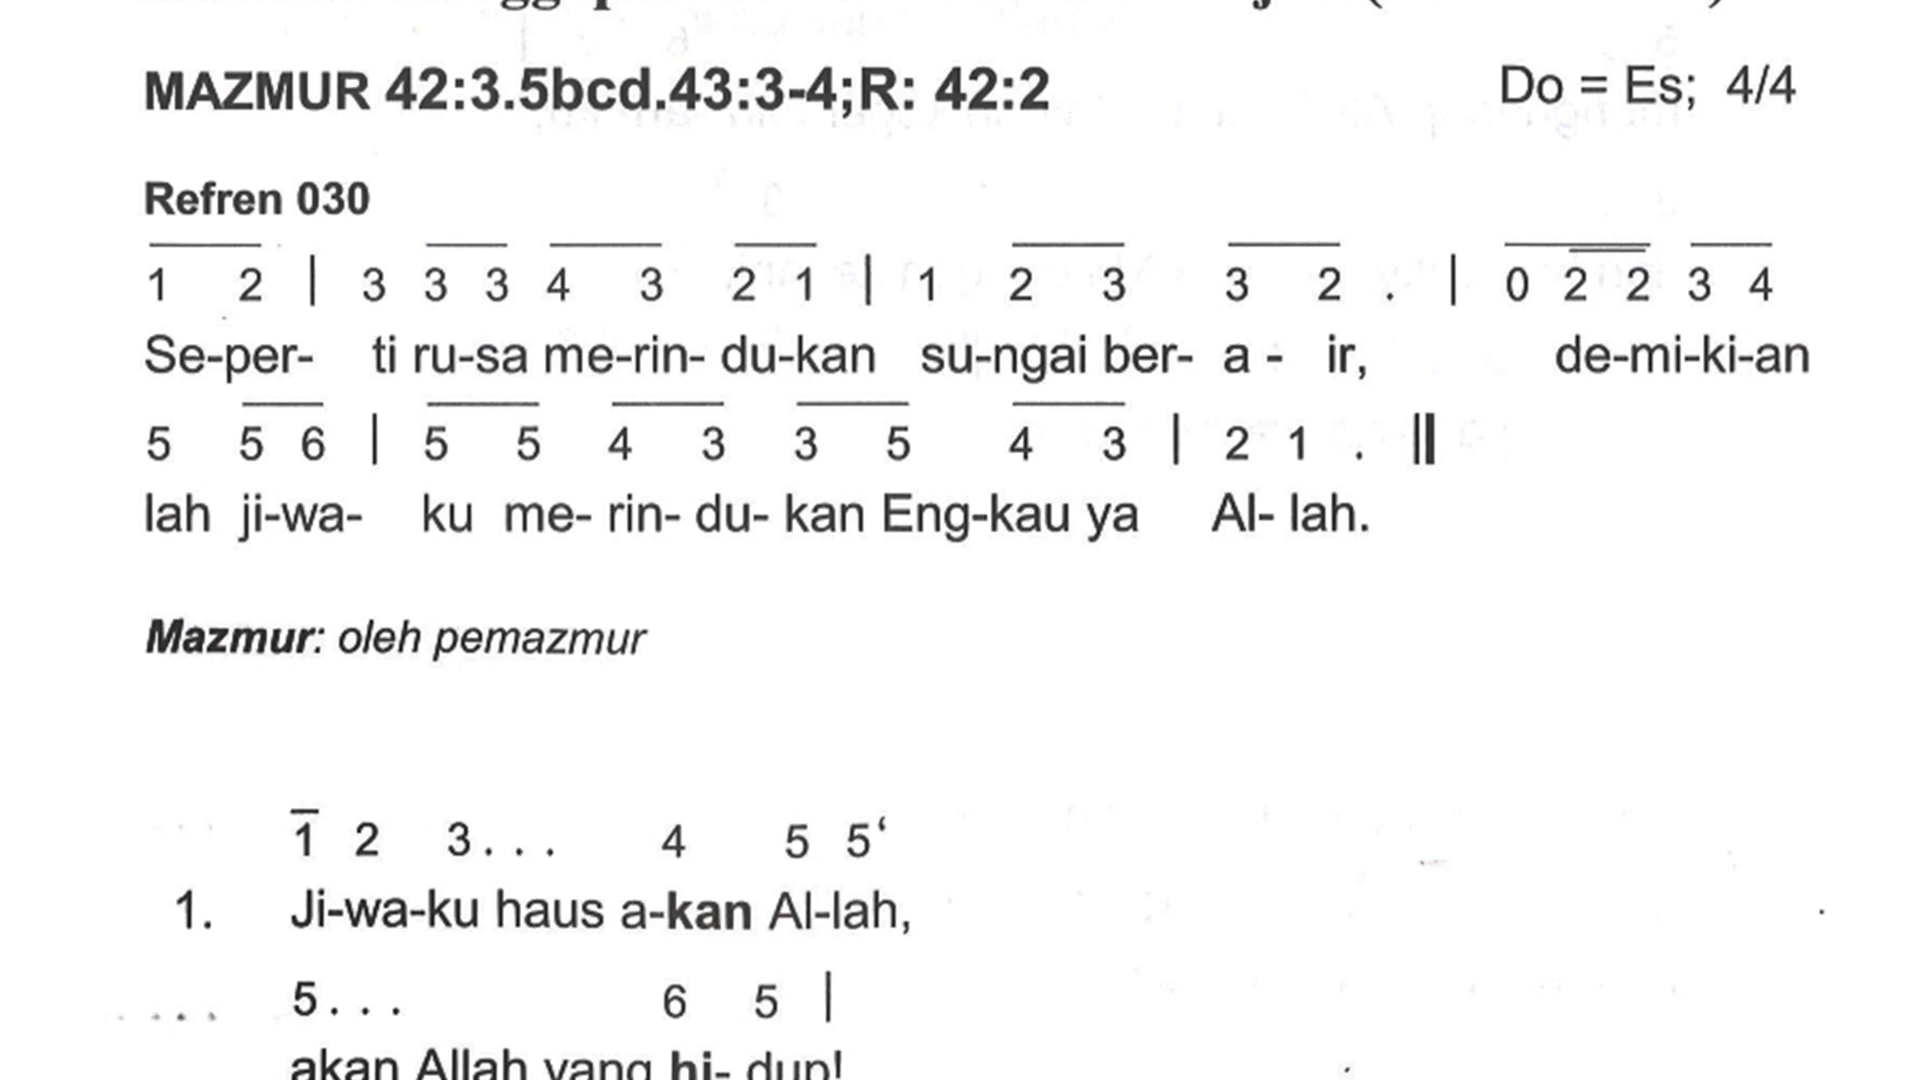 MAZMUR 42:3.5bcd.43:3-4;R: 42:2 Do = Es; 4/4
Refren 030
1 2 | 3 3 3 4 3 2 1 | 1 2 3 3 2 . | 0 2 2 3 4
Se-per- ti ru-sa me-rin- du-kan su-ngai ber- a - ir, de-mi-ki-an
5 5 6 | 5 5 4 3 3 5 4 3 | 2 1 . ||
lah ji-wa- ku me- rin- du- kan Eng-kau ya Al- lah.
Mazmur: oleh pemazmur
1 2 3 . . . 4 5 5‘
1. Ji-wa-ku haus a-kan Al-lah,
5 . . . 6 5 |
akan Allah yang hi- dup!